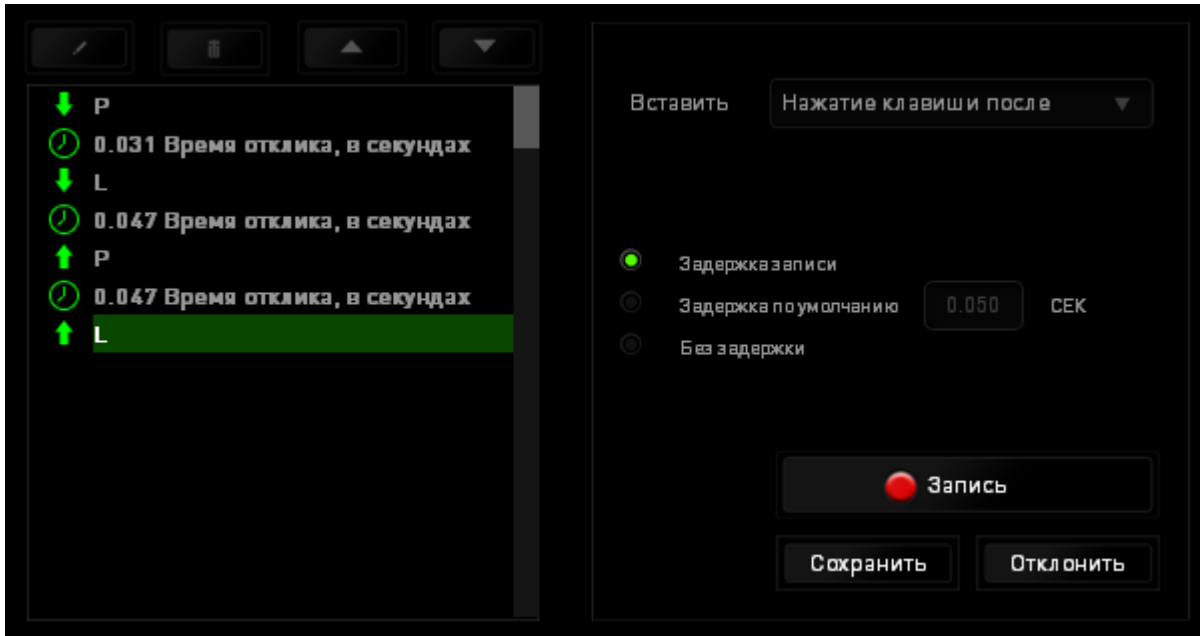 P
0.031 Время отклика, в секундах
L
0.047 Время отклика, в секундах
P
0.047 Время отклика, в секундах
L
Вставить Нажатие клавиши после
Задержка записи
Задержка по умолчанию 0.050 СЕК
Без задержки
Запись
Сохранить Отклонить